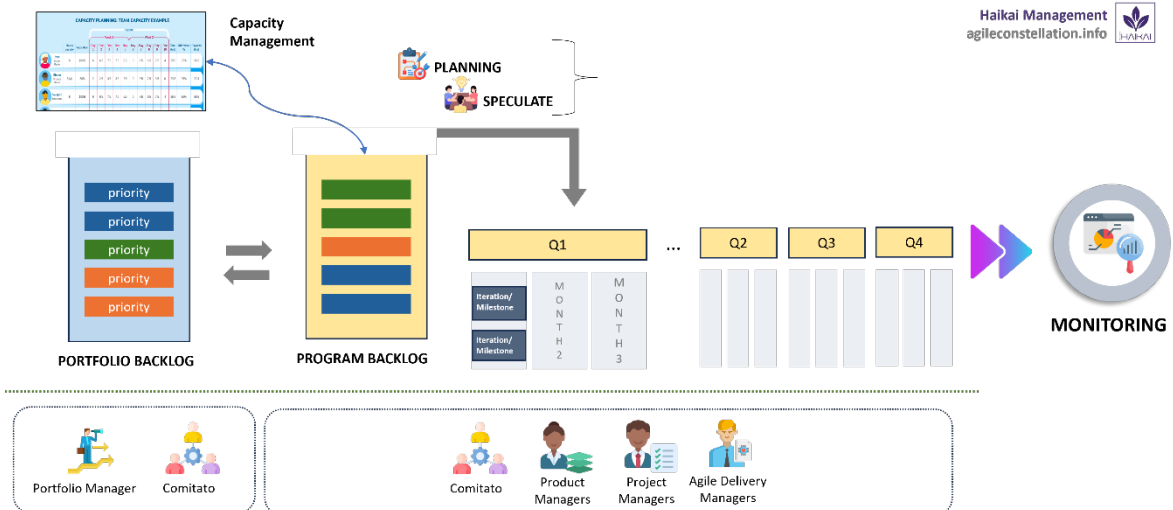 CAPACITY PLANNING: TEAM CAPACITY EXAMPLE
Capacity
Management
Haikai Management
agileconstellation.info
HAIKAI
PLANNING
SPECULATE
priority
priority
priority
priority
priority
PORTFOLIO BACKLOG
PROGRAM BACKLOG
Q1
...
Q2
Q3
Q4
Iteration/
Milestone
Iteration/
Milestone
MONTH2
MONTH3
MONITORING
Portfolio Manager
Comitato
Comitato
Product
Managers
Project
Managers
Agile Delivery
Managers